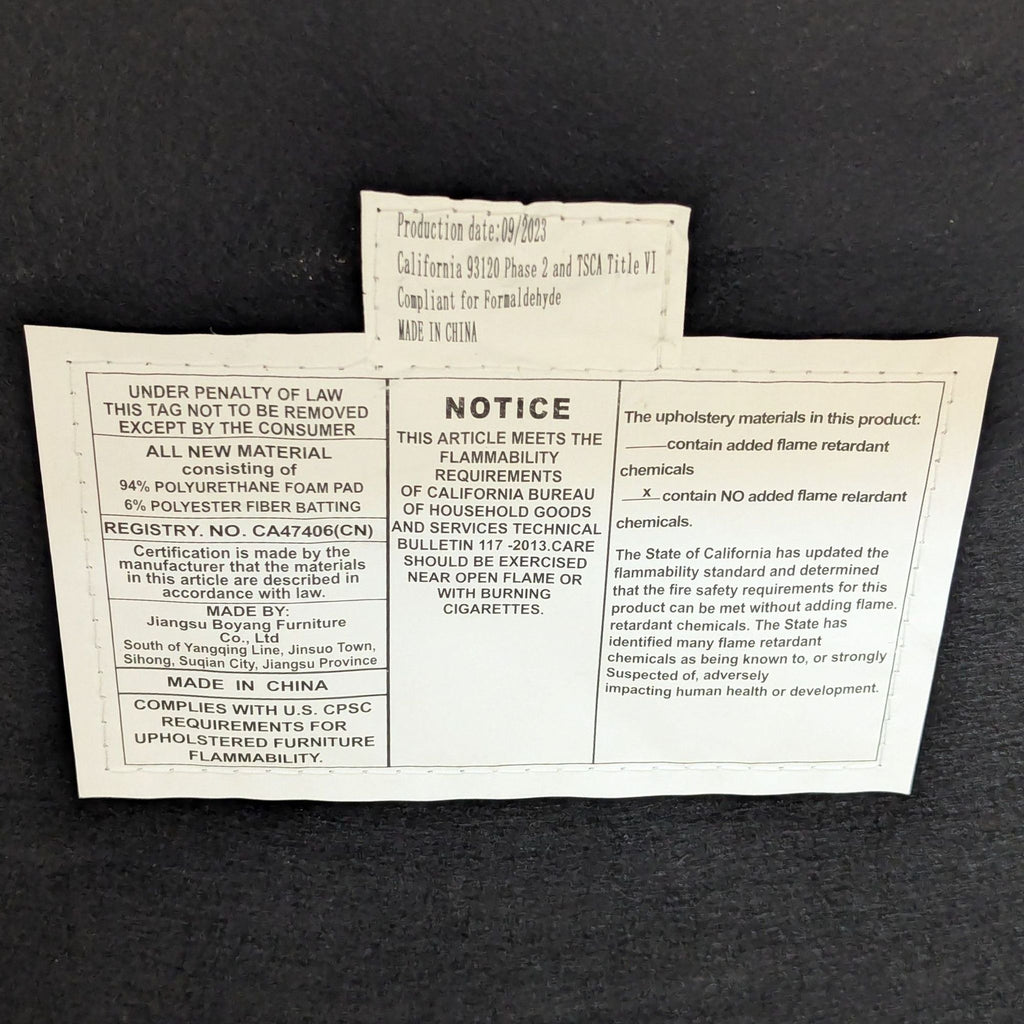 Production date:09/2023
California 93120 Phase 2 and TSCA Title VI
Compliant for Formaldehyde
MADE IN CHINA
UNDER PENALTY OF LAW
THIS TAG NOT TO BE REMOVED
EXCEPT BY THE CONSUMER
ALL NEW MATERIAL
consisting of
94% POLYURETHANE FOAM PAD
6% POLYESTER FIBER BATTING
REGISTRY. NO. CA47406(CN)
Certification is made by the
manufacturer that the materials
in this article are described in
accordance with law.
MADE BY:
Jiangsu Boyang Furniture
Co., Ltd
South of Yangqing Line, Jinsuo Town,
Sihong, Suqian City, Jiangsu Province
MADE IN CHINA
COMPLIES WITH U.S. CPSC
REQUIREMENTS FOR
UPHOLSTERED FURNITURE
FLAMMABILITY.
NOTICE
THIS ARTICLE MEETS THE
FLAMMABILITY
REQUIREMENTS
OF CALIFORNIA BUREAU
OF HOUSEHOLD GOODS
AND SERVICES TECHNICAL
BULLETIN 117 -2013.CARE
SHOULD BE EXERCISED
NEAR OPEN FLAME OR
WITH BURNING
CIGARETTES.
The upholstery materials in this product:
____contain added flame retardant
chemicals
__x__contain NO added flame relardant
chemicals.
The State of California has updated the
flammability standard and determined
that the fire safety requirements for this
product can be met without adding flame.
retardant chemicals. The State has
identified many flame retardant
chemicals as being known to, or strongly
Suspected of, adversely
impacting human health or development.